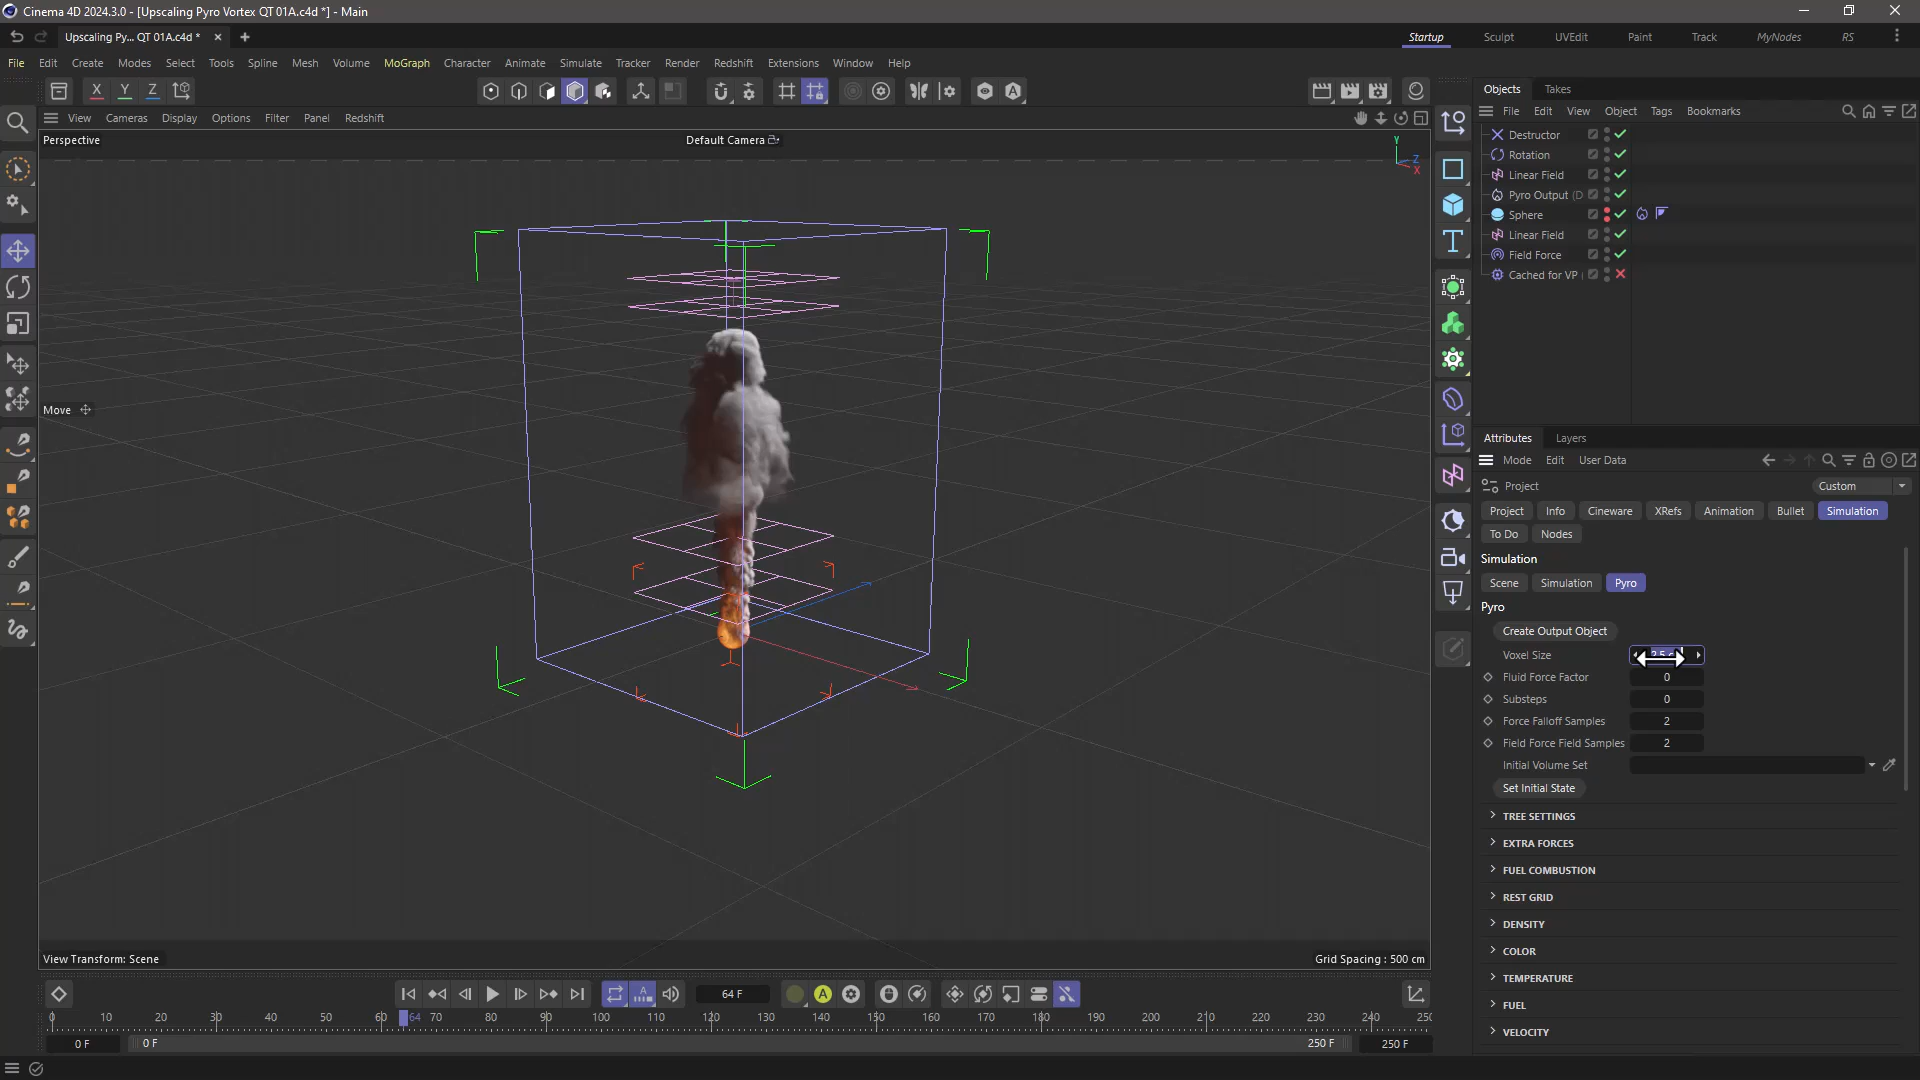 Cinema 4D 2024.3.0 - [Upscaling Pyro Vortex QT 01A.c4d *] - Main
Upscaling Py... QT 01A.c4d *
Startup
Sculpt
UVEdit
Paint
Track
MyNodes
RS
File Edit Create Modes Select Tools Spline Mesh Volume MoGraph Character Animate Simulate Tracker Render Redshift Extensions Window Help
X Y Z
Objects Takes
View Cameras Display Options Filter Panel Redshift
File Edit View Object Tags Bookmarks
Perspective
Default Camera
Y
Z
X
Destructor
Rotation
Linear Field
Pyro Output (D
Sphere
Linear Field
Field Force
Cached for VP
Move
Attributes Layers
Mode Edit User Data
Project
Custom
Project Info Cineware XRefs Animation Bullet Simulation
To Do Nodes
Simulation
Scene Simulation Pyro
Pyro
Create Output Object
Voxel Size
Fluid Force Factor 0
Substeps 0
Force Falloff Samples 2
Field Force Field Samples 2
Initial Volume Set
Set Initial State
TREE SETTINGS
EXTRA FORCES
FUEL COMBUSTION
REST GRID
DENSITY
COLOR
TEMPERATURE
FUEL
VELOCITY
View Transform: Scene
Grid Spacing : 500 cm
64 F
0 10 20 30 40 50 60 64 70 80 90 100 110 120 130 140 150 160 170 180 190 200 210 220 230 240
0 F
0 F
250 F
250 F